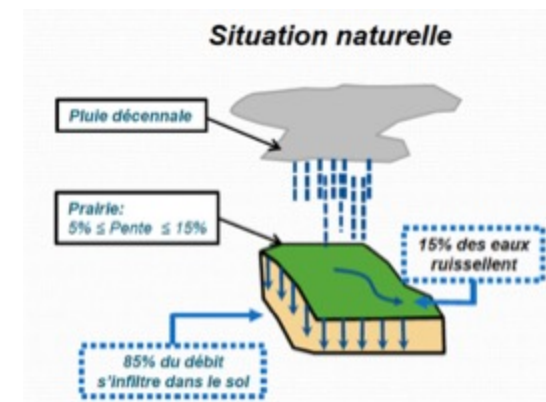 Situation naturelle
Pluie décennale
Prairie:
5% ≤ Pente ≤ 15%
15% des eaux
ruissellent
85% du débit
s'infiltre dans le sol